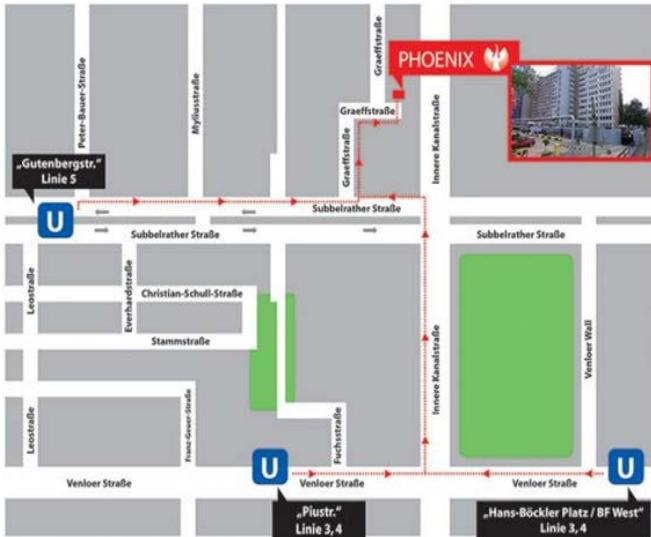 PHOENIX
Graeffstraße
Graeffstraße
Graeffstraße
Peter-Bauer-Straße
Myliusstraße
Innere Kanalstraße
„Gutenbergstr.“
Linie 5
U
Subbelrather Straße
Subbelrather Straße
Subbelrather Straße
Leostraße
Everhardstraße
Christian-Schult-Straße
Stammstraße
Innere Kanalstraße
Venloer Wall
Leostraße
Franz-Geuer-Straße
Fuchsstraße
U
U
Venloer Straße
Venloer Straße
Venloer Straße
„Piustr.“
Linie 3, 4
„Hans-Böckler Platz / BF West“
Linie 3, 4